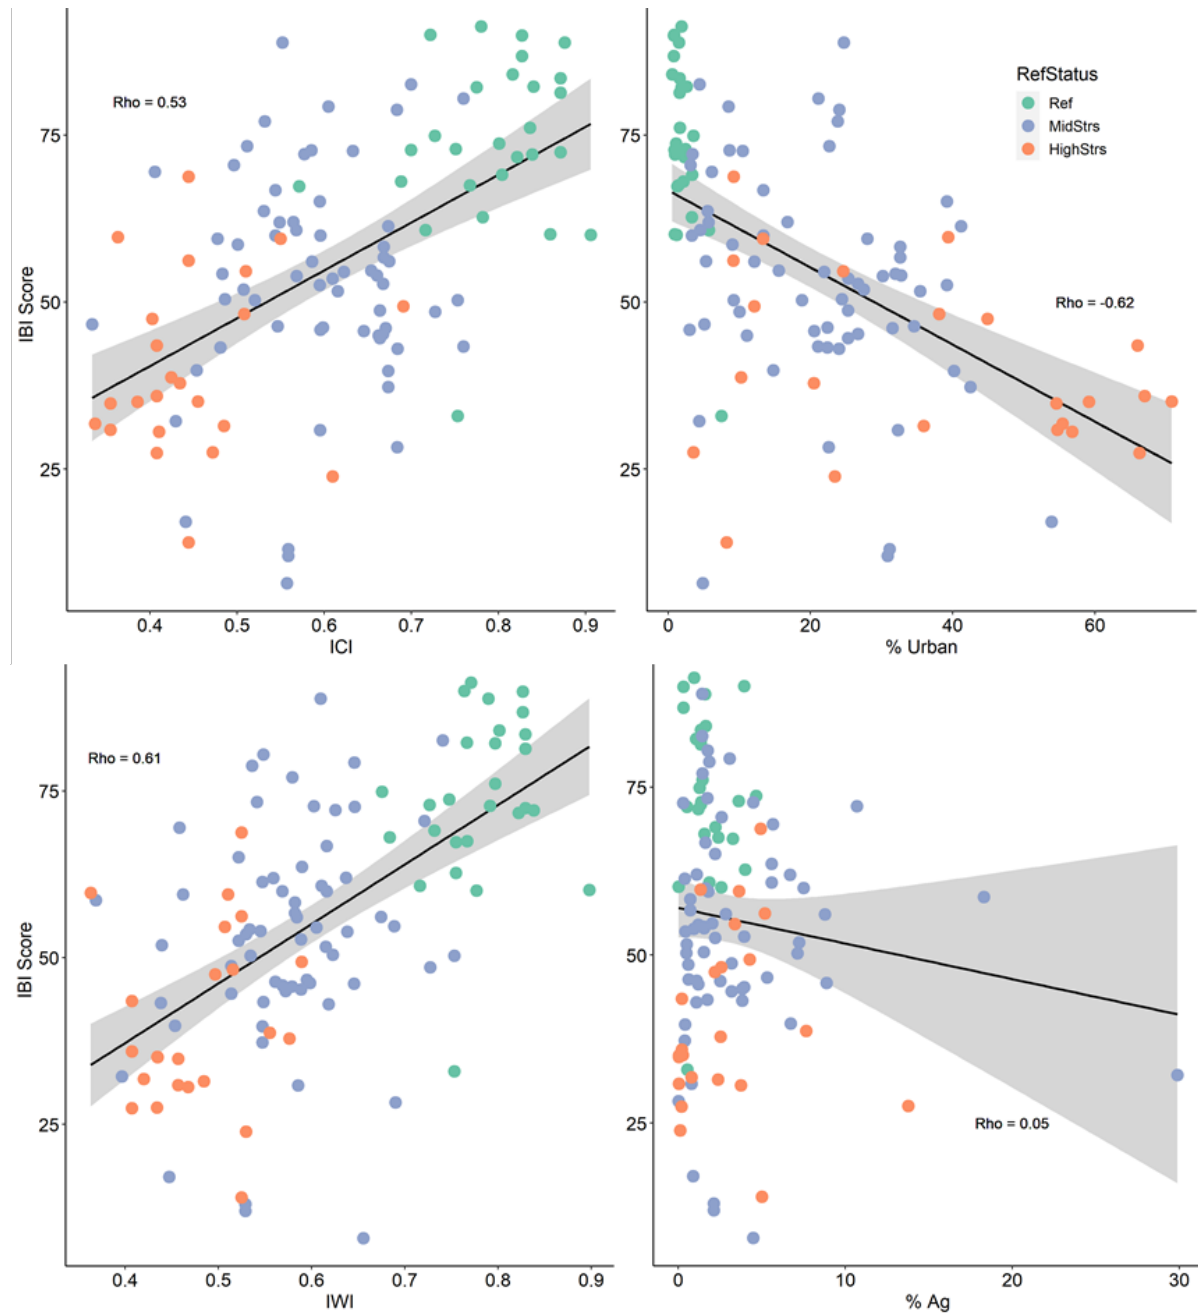 Rho = 0.53
75
50
25
IBI Score
0.4 0.5 0.6 0.7 0.8 0.9
ICI
RefStatus
Ref
MidStrs
HighStrs
Rho = -0.62
75
50
25
0 20 40 60
% Urban
Rho = 0.61
75
50
25
IBI Score
0.4 0.5 0.6 0.7 0.8 0.9
IWI
75
50
25
Rho = 0.05
0 10 20 30
% Ag